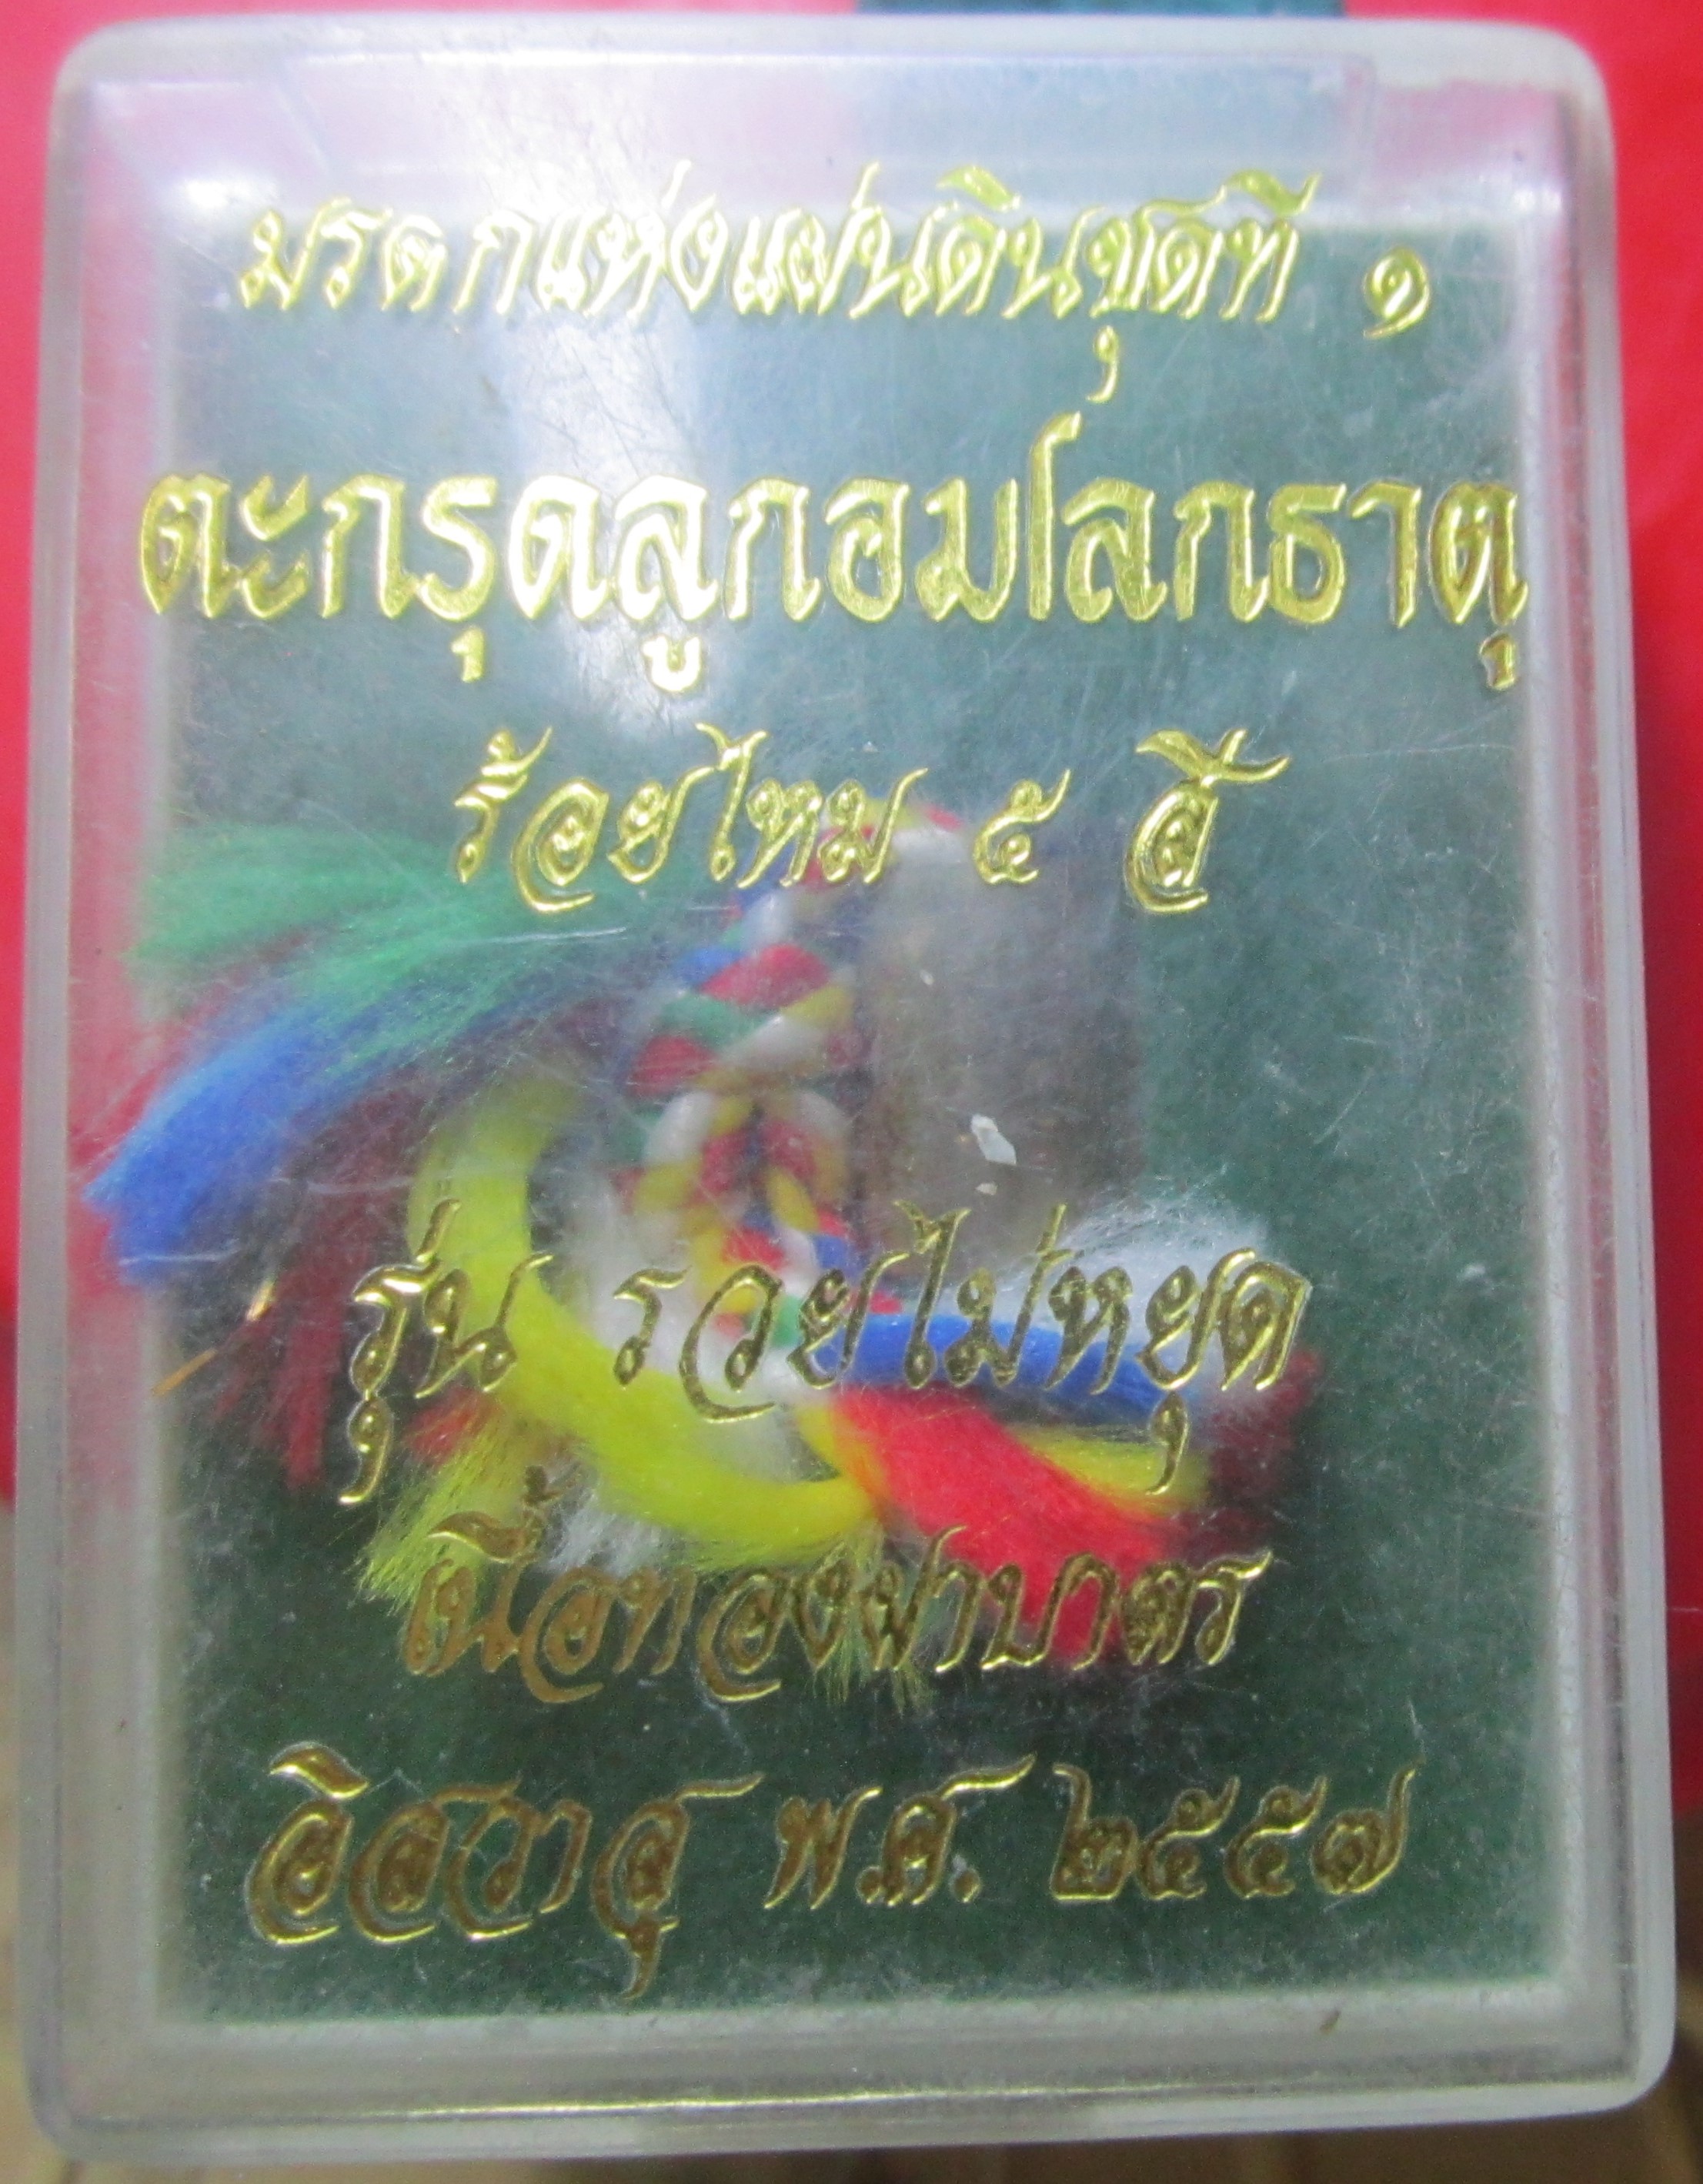 มรดกแห่งแผ่นดินชุดที่ ๑
ตะกรุดลูกอมโลกธาตุ
ร้อยไหม ๕ สี
รุ่น รวยไม่หยุด
เนื้อทองฝาบาตร
อิสวาสุ พ.ศ. ๒๕๕๗